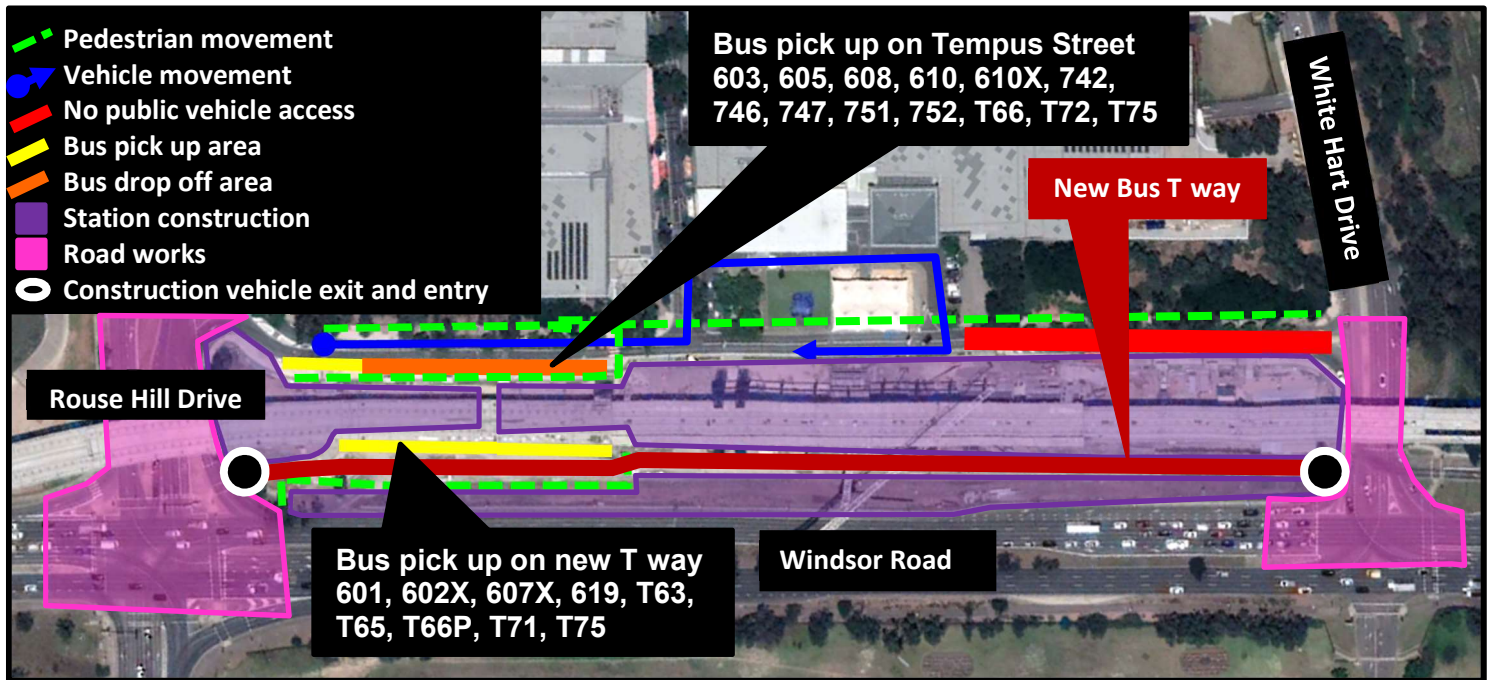 Pedestrian movement
Vehicle movement
No public vehicle access
Bus pick up area
Bus drop off area
Station construction
Road works
Construction vehicle exit and entry
Bus pick up on Tempus Street
603, 605, 608, 610, 610X, 742,
746, 747, 751, 752, T66, T72, T75
White Hart Drive
New Bus T way
Rouse Hill Drive
Bus pick up on new T way
601, 602X, 607X, 619, T63,
T65, T66P, T71, T75
Windsor Road